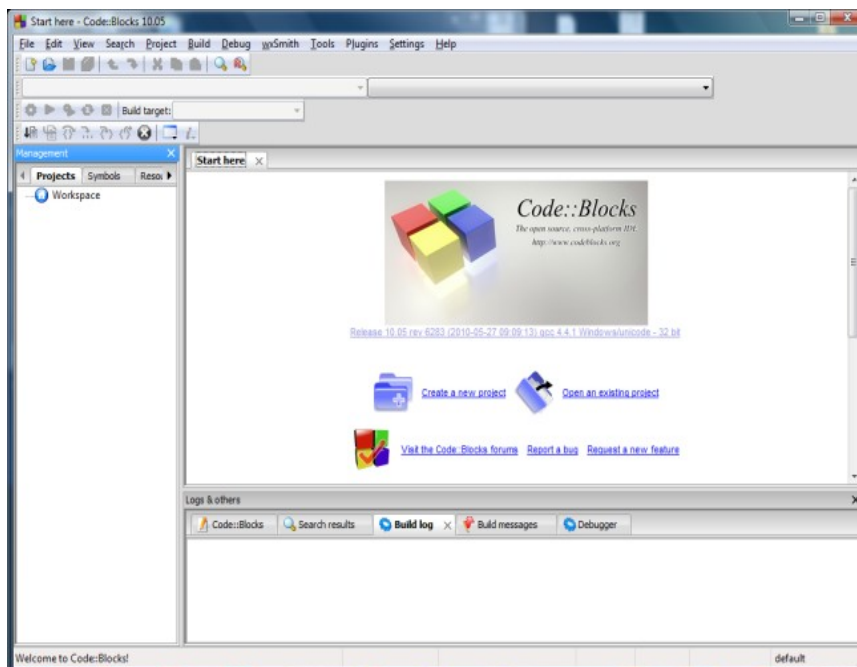 Start here - Code::Blocks 10.05
File Edit View Search Project Build Debug wxSmith Tools Plugins Settings Help
Build target:
Management
Projects Symbols Resou
Workspace
Start here
Code::Blocks
The open source, cross-platform IDE
http://www.codeblocks.org
Release 10.05 rev 6283 (2010-05-27 09:09:13) gcc 4.4.1 Windows/unicode - 32 bit
Create a new project Open an existing project
Visit the Code::Blocks forums Report a bug Request a new feature
Logs & others
Code::Blocks Search results Build log Build messages Debugger
Welcome to Code::Blocks! default